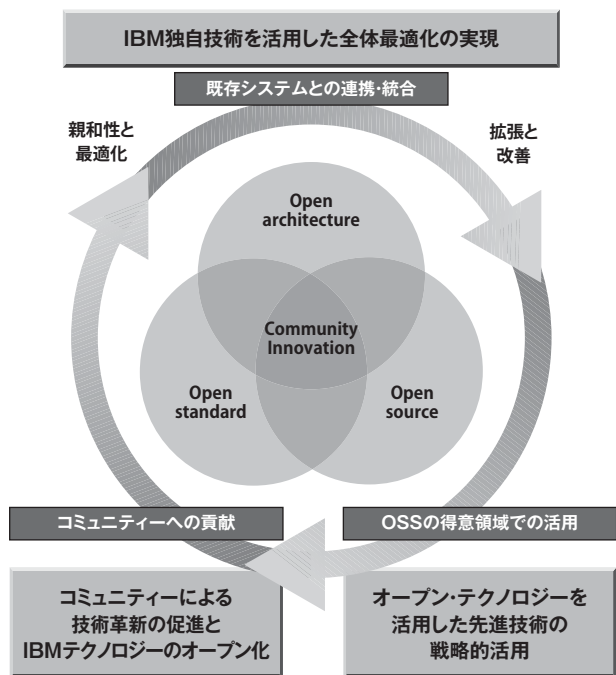 IBM独自技術を活用した全体最適化の実現
既存システムとの連携・統合
親和性と
最適化
拡張と
改善
Open
architecture
Community
Innovation
Open
standard
Open
source
コミュニティーへの貢献
OSSの得意領域での活用
コミュニティーによる
技術革新の促進と
IBMテクノロジーのオープン化
オープン・テクノロジーを
活用した先進技術の
戦略的活用